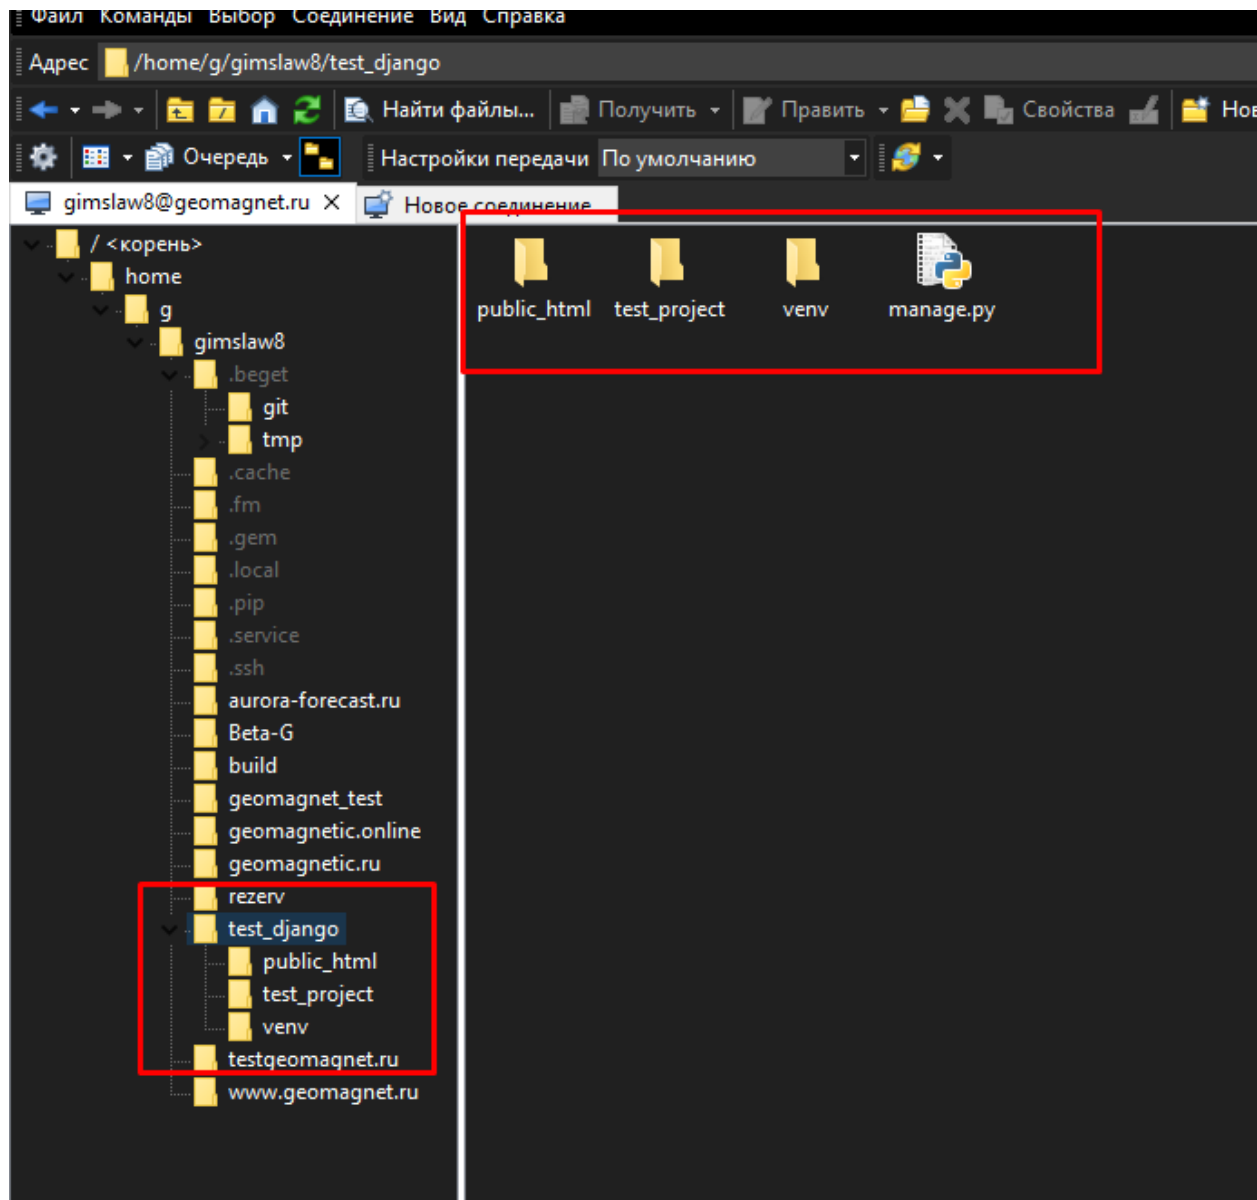 Файл Команды Выбор Соединение Вид Справка
Адрес /home/g/gimslaw8/test_django
Найти файлы... Получить Править Свойства Нов
Очередь Настройки передачи По умолчанию
gimslaw8@geomagnet.ru Новое соединение
/ <корень>
home
g
gimslaw8
.beget
git
tmp
.cache
.fm
.gem
.local
.pip
.service
.ssh
aurora-forecast.ru
Beta-G
build
geomagnet_test
geomagnetic.online
geomagnetic.ru
rezerv
test_django
public_html
test_project
venv
testgeomagnet.ru
www.geomagnet.ru
public_html test_project venv manage.py